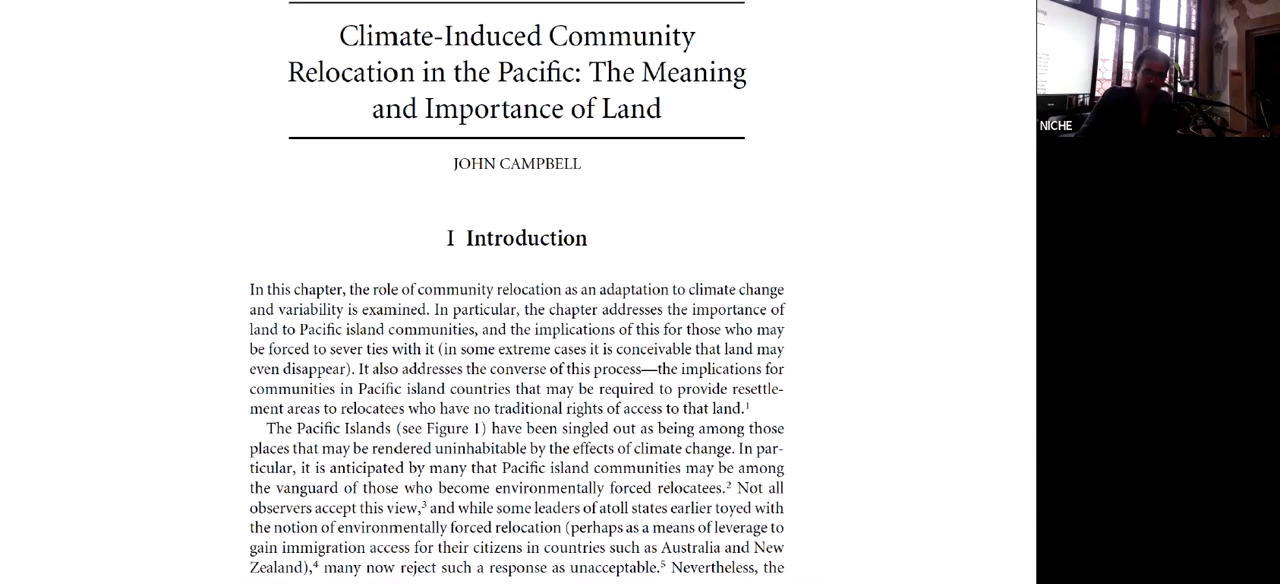 Climate-Induced Community
Relocation in the Pacific: The Meaning
and Importance of Land
JOHN CAMPBELL
I Introduction
In this chapter, the role of community relocation as an adaptation to climate change
and variability is examined. In particular, the chapter addresses the importance of
land to Pacific island communities, and the implications of this for those who may
be forced to sever ties with it (in some extreme cases it is conceivable that land may
even disappear). It also addresses the converse of this process—the implications for
communities in Pacific island countries that may be required to provide resettle-
ment areas to relocatees who have no traditional rights of access to that land.¹
The Pacific Islands (see Figure 1) have been singled out as being among those
places that may be rendered uninhabitable by the effects of climate change. In par-
ticular, it is anticipated by many that Pacific island communities may be among
the vanguard of those who become environmentally forced relocatees.² Not all
observers accept this view,³ and while some leaders of atoll states earlier toyed with
the notion of environmentally forced relocation (perhaps as a means of leverage to
gain immigration access for their citizens in countries such as Australia and New
Zealand),⁴ many now reject such a response as unacceptable.⁵ Nevertheless, the
NICHE